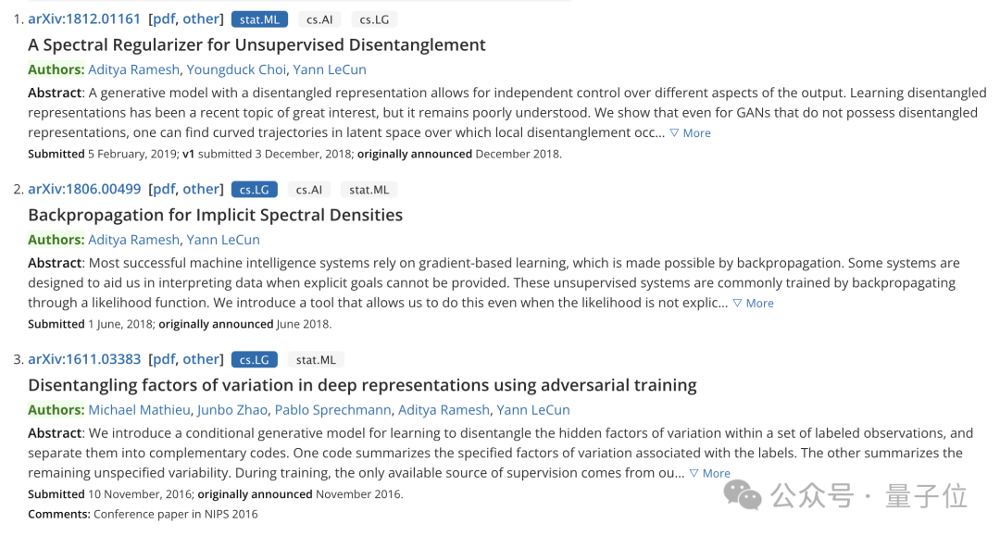 1. arXiv:1812.01161 [pdf, other] stat.ML cs.AI cs.LG
A Spectral Regularizer for Unsupervised Disentanglement
Authors: Aditya Ramesh, Youngduck Choi, Yann LeCun
Abstract: A generative model with a disentangled representation allows for independent control over different aspects of the output. Learning disentangled
representations has been a recent topic of great interest, but it remains poorly understood. We show that even for GANs that do not possess disentangled
representations, one can find curved trajectories in latent space over which local disentanglement occ... ▽ More
Submitted 5 February, 2019; v1 submitted 3 December, 2018; originally announced December 2018.
2. arXiv:1806.00499 [pdf, other] cs.LG cs.AI stat.ML
Backpropagation for Implicit Spectral Densities
Authors: Aditya Ramesh, Yann LeCun
Abstract: Most successful machine intelligence systems rely on gradient-based learning, which is made possible by backpropagation. Some systems are
designed to aid us in interpreting data when explicit goals cannot be provided. These unsupervised systems are commonly trained by backpropagating
through a likelihood function. We introduce a tool that allows us to do this even when the likelihood is not explic... ▽ More
Submitted 1 June, 2018; originally announced June 2018.
3. arXiv:1611.03383 [pdf, other] cs.LG stat.ML
Disentangling factors of variation in deep representations using adversarial training
Authors: Michael Mathieu, Junbo Zhao, Pablo Sprechmann, Aditya Ramesh, Yann LeCun
Abstract: We introduce a conditional generative model for learning to disentangle the hidden factors of variation within a set of labeled observations, and
separate them into complementary codes. One code summarizes the specified factors of variation associated with the labels. The other summarizes the
remaining unspecified variability. During training, the only available source of supervision comes from ou... ▽ More
Submitted 10 November, 2016; originally announced November 2016.
Comments: Conference paper in NIPS 2016
公众号 · 量子位